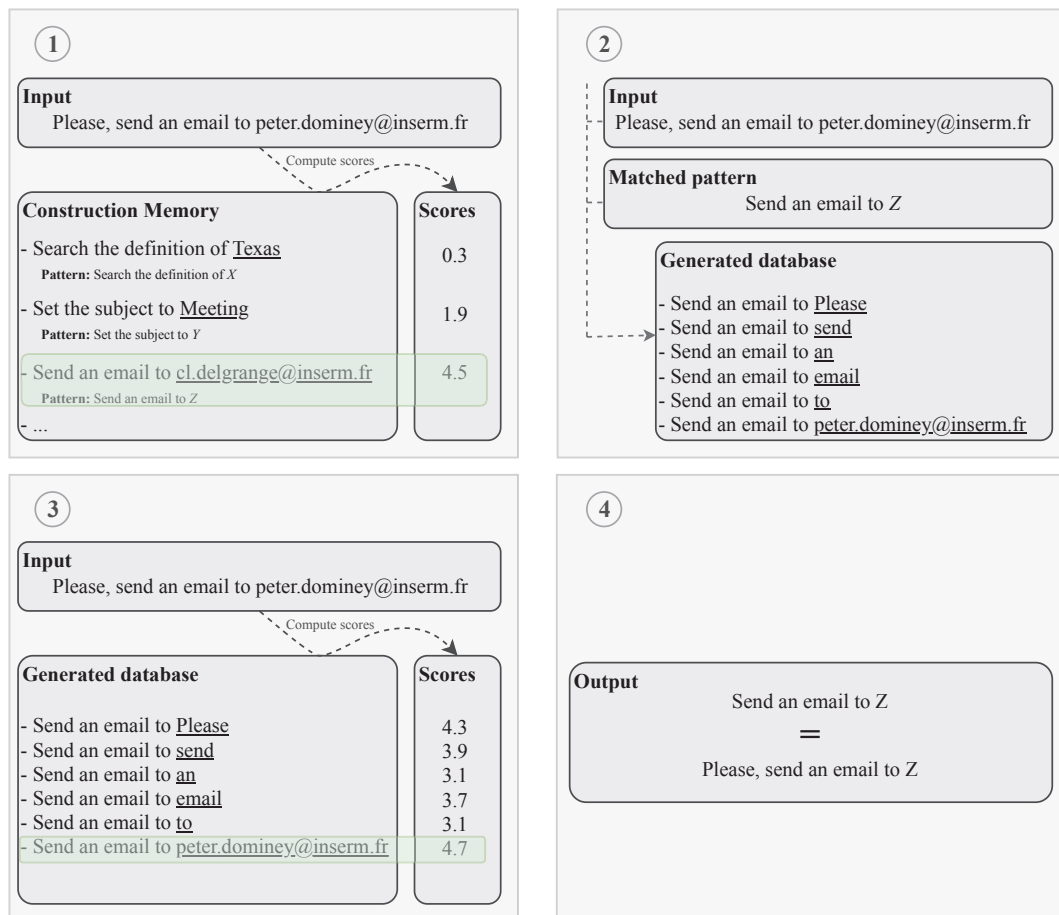 1
Input
Please, send an email to peter.dominey@inserm.fr
Compute scores
Construction Memory
Scores
- Search the definition of Texas
0.3
Pattern: Search the definition of X
- Set the subject to Meeting
1.9
Pattern: Set the subject to Y
- Send an email to cl.delgrange@inserm.fr
4.5
Pattern: Send an email to Z
- ...
2
Input
Please, send an email to peter.dominey@inserm.fr
Matched pattern
Send an email to Z
Generated database
- Send an email to Please
- Send an email to send
- Send an email to an
- Send an email to email
- Send an email to to
- Send an email to peter.dominey@inserm.fr
3
Input
Please, send an email to peter.dominey@inserm.fr
Compute scores
Generated database
Scores
- Send an email to Please
4.3
- Send an email to send
3.9
- Send an email to an
3.1
- Send an email to email
3.7
- Send an email to to
3.1
- Send an email to peter.dominey@inserm.fr
4.7
4
Output
Send an email to Z
=
Please, send an email to Z